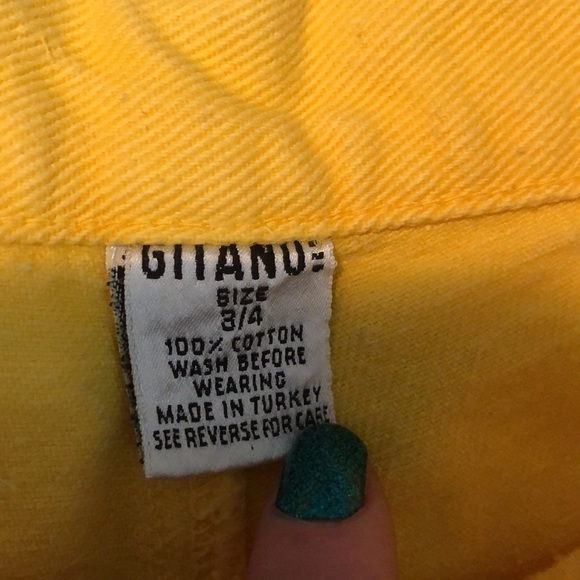 GITANO
SIZE
3/4
100% COTTON
WASH BEFORE
WEARING
MADE IN TURKEY
SEE REVERSE FOR CARE